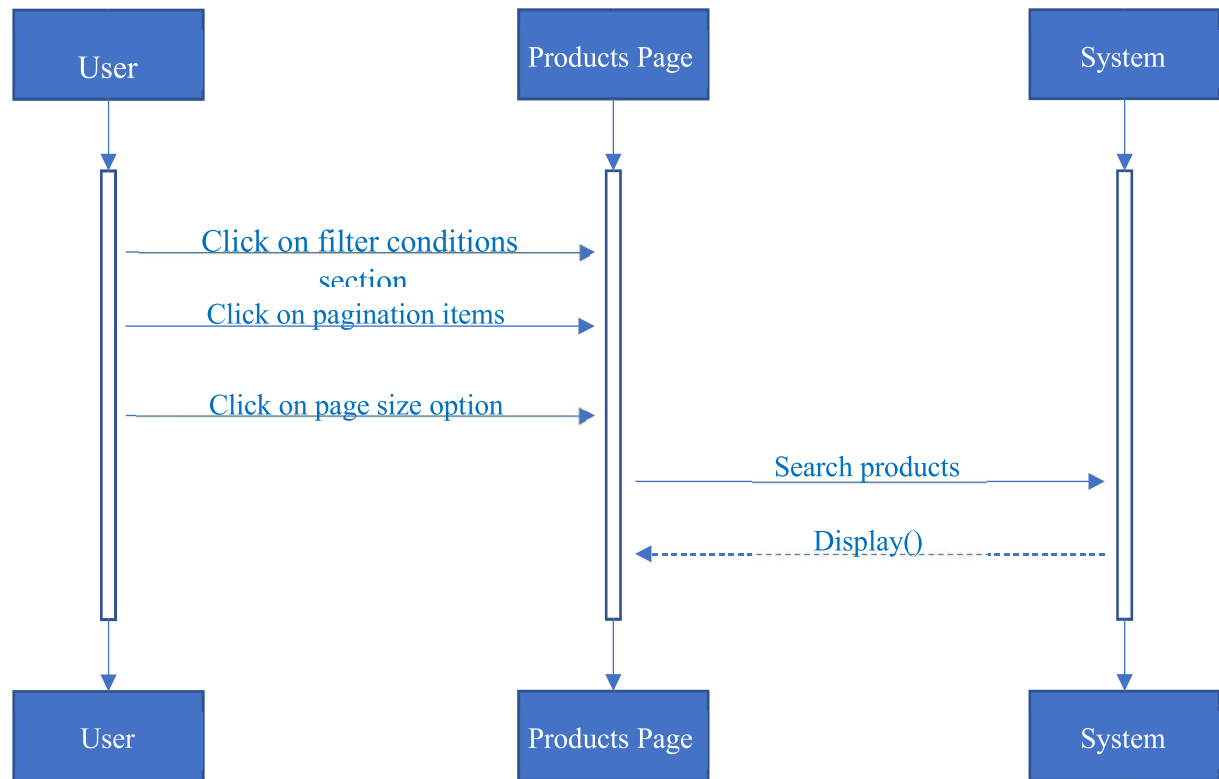 User
Products Page
System
Click on filter conditions
section
Click on pagination items
Click on page size option
Search products
Display()
User
Products Page
System